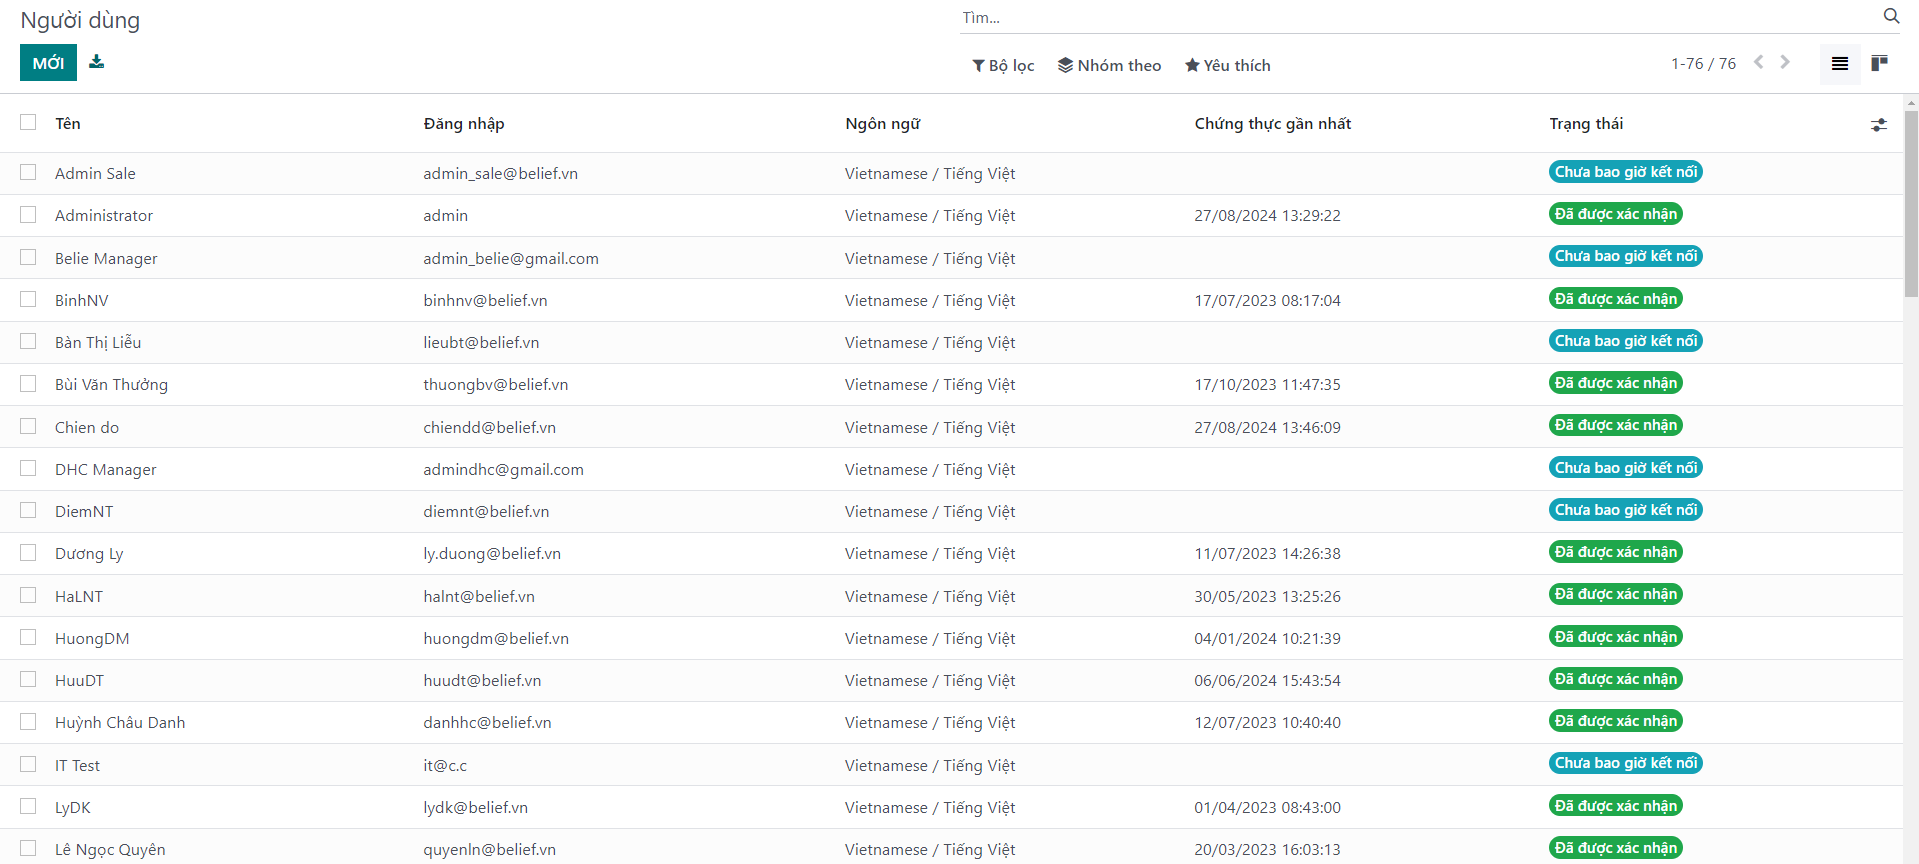 Người dùng
Tìm...
MỚI
Bộ lọc Nhóm theo Yêu thích 1-76 / 76
Tên Đăng nhập Ngôn ngữ Chứng thực gần nhất Trạng thái
Admin Sale admin_sale@belief.vn Vietnamese / Tiếng Việt Chưa bao giờ kết nối
Administrator admin Vietnamese / Tiếng Việt 27/08/2024 13:29:22 Đã được xác nhận
Belie Manager admin_belie@gmail.com Vietnamese / Tiếng Việt Chưa bao giờ kết nối
BinhNV binhnv@belief.vn Vietnamese / Tiếng Việt 17/07/2023 08:17:04 Đã được xác nhận
Bàn Thị Liễu lieubt@belief.vn Vietnamese / Tiếng Việt Chưa bao giờ kết nối
Bùi Văn Thưởng thuongbv@belief.vn Vietnamese / Tiếng Việt 17/10/2023 11:47:35 Đã được xác nhận
Chien do chiendd@belief.vn Vietnamese / Tiếng Việt 27/08/2024 13:46:09 Đã được xác nhận
DHC Manager admindhc@gmail.com Vietnamese / Tiếng Việt Chưa bao giờ kết nối
DiemNT diemnt@belief.vn Vietnamese / Tiếng Việt Chưa bao giờ kết nối
Dương Ly ly.duong@belief.vn Vietnamese / Tiếng Việt 11/07/2023 14:26:38 Đã được xác nhận
HaLNT halnt@belief.vn Vietnamese / Tiếng Việt 30/05/2023 13:25:26 Đã được xác nhận
HuongDM huongdm@belief.vn Vietnamese / Tiếng Việt 04/01/2024 10:21:39 Đã được xác nhận
HuuDT huudt@belief.vn Vietnamese / Tiếng Việt 06/06/2024 15:43:54 Đã được xác nhận
Huỳnh Châu Danh danhhc@belief.vn Vietnamese / Tiếng Việt 12/07/2023 10:40:40 Đã được xác nhận
IT Test it@c.c Vietnamese / Tiếng Việt Chưa bao giờ kết nối
LyDK lydk@belief.vn Vietnamese / Tiếng Việt 01/04/2023 08:43:00 Đã được xác nhận
Lê Ngọc Quyên quyenln@belief.vn Vietnamese / Tiếng Việt 20/03/2023 16:03:13 Đã được xác nhận